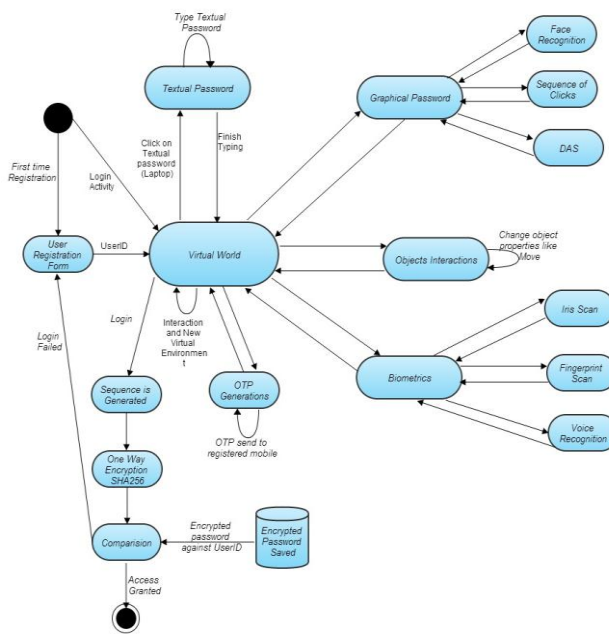 Type Textual
Password
Textual Password
Face
Recognition
Graphical Password
Sequence of
Clicks
DAS
First time
Registration
Login
Activity
Click on
Textual
password
(Laptop)
Finish
Typing
User
Registration
Form
UserID
Virtual World
Objects Interactions
Change object
properties like
Move
Login
Failed
Login
Interaction
and New
Virtual
Environmen
t
OTP
Generations
OTP send to
registered mobile
Biometrics
Iris Scan
Fingerprint
Scan
Voice
Recognition
Sequence is
Generated
One Way
Encryption
SHA256
Comparision
Encrypted
password
against UserID
Encrypted
Password
Saved
Access
Granted